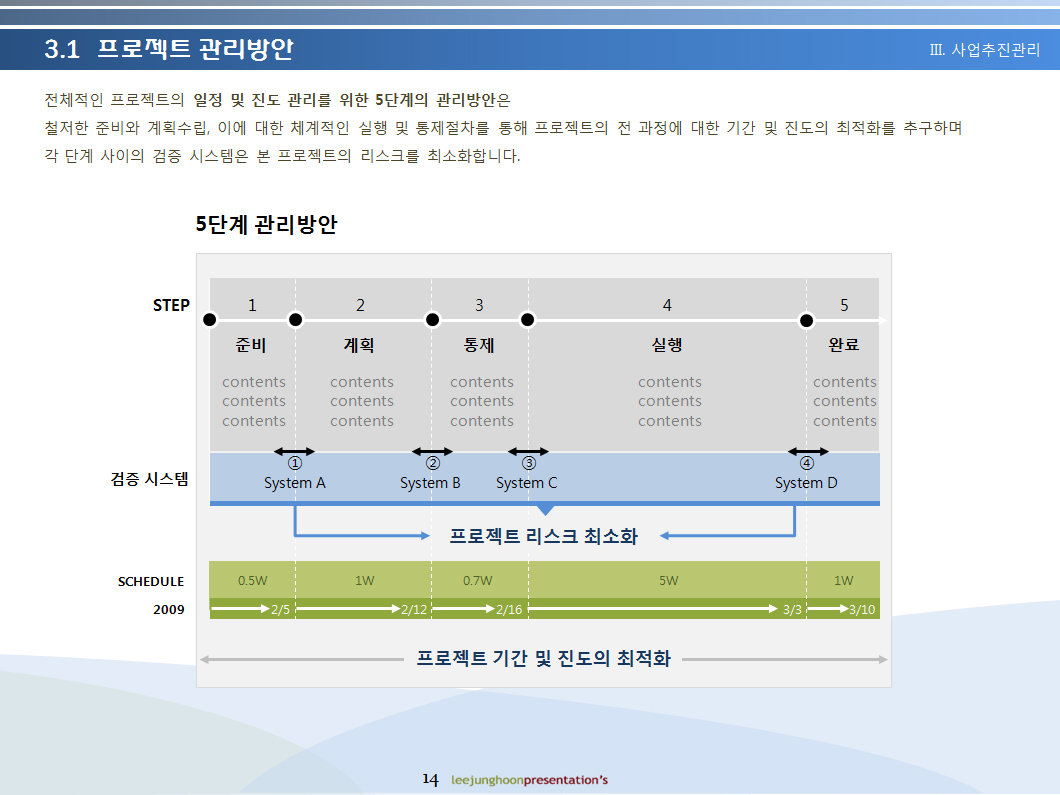 3.1 프로젝트 관리방안
Ⅲ. 사업추진관리
전체적인 프로젝트의 일정 및 진도 관리를 위한 5단계의 관리방안은
철저한 준비와 계획수립, 이에 대한 체계적인 실행 및 통제절차를 통해 프로젝트의 전 과정에 대한 기간 및 진도의 최적화를 추구하며
각 단계 사이의 검증 시스템은 본 프로젝트의 리스크를 최소화합니다.
5단계 관리방안
STEP 1 2 3 4 5
준비 계획 통제 실행 완료
contents contents contents contents contents
contents contents contents contents contents
contents contents contents contents contents
① ② ③ ④
검증 시스템
System A System B System C System D
프로젝트 리스크 최소화
SCHEDULE 0.5W 1W 0.7W 5W 1W
2009 2/5 2/12 2/16 3/3 3/10
프로젝트 기간 및 진도의 최적화
14 leejunghoonpresentation's